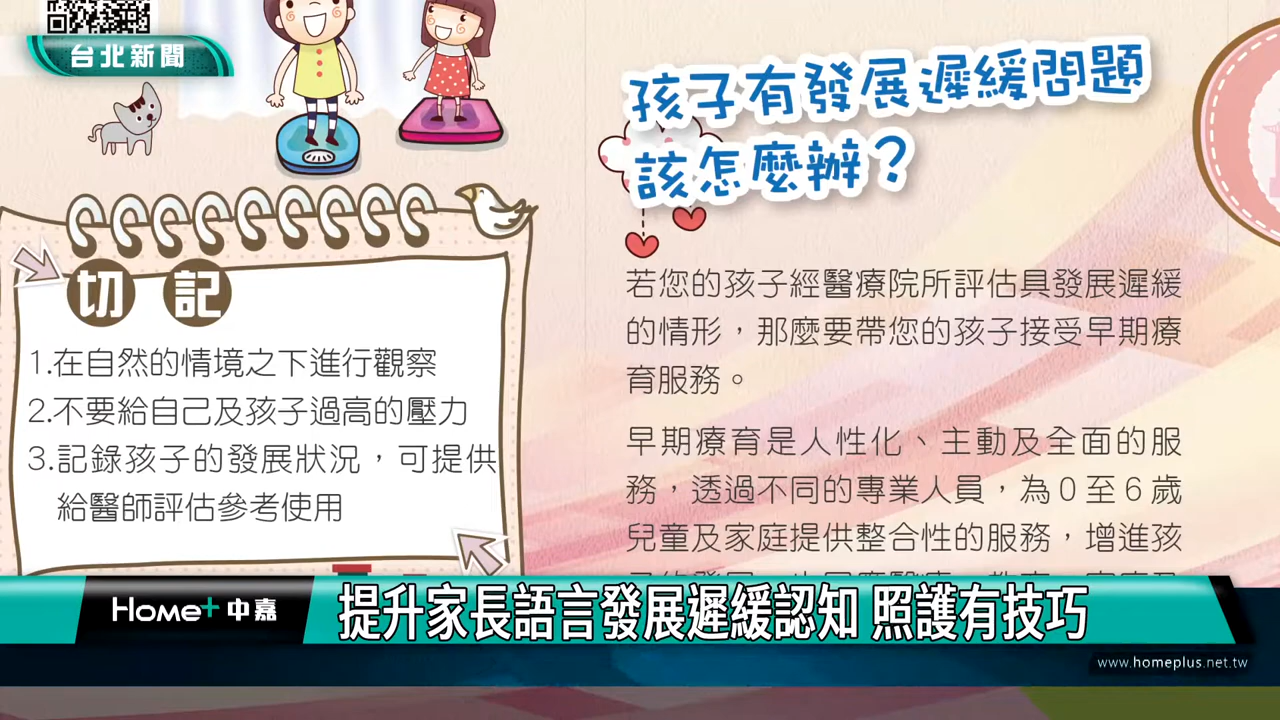 台北新聞
孩子有發展遲緩問題
該怎麼辦？
切記
1.在自然的情境之下進行觀察
2.不要給自己及孩子過高的壓力
3.記錄孩子的發展狀況，可提供
給醫師評估參考使用
若您的孩子經醫療院所評估具發展遲緩
的情形，那麼要帶您的孩子接受早期療
育服務。
早期療育是人性化、主動及全面的服
務，透過不同的專業人員，為0至6歲
兒童及家庭提供整合性的服務，增進孩
Home+中嘉
提升家長語言發展遲緩認知 照護有技巧
www.homeplus.net.tw